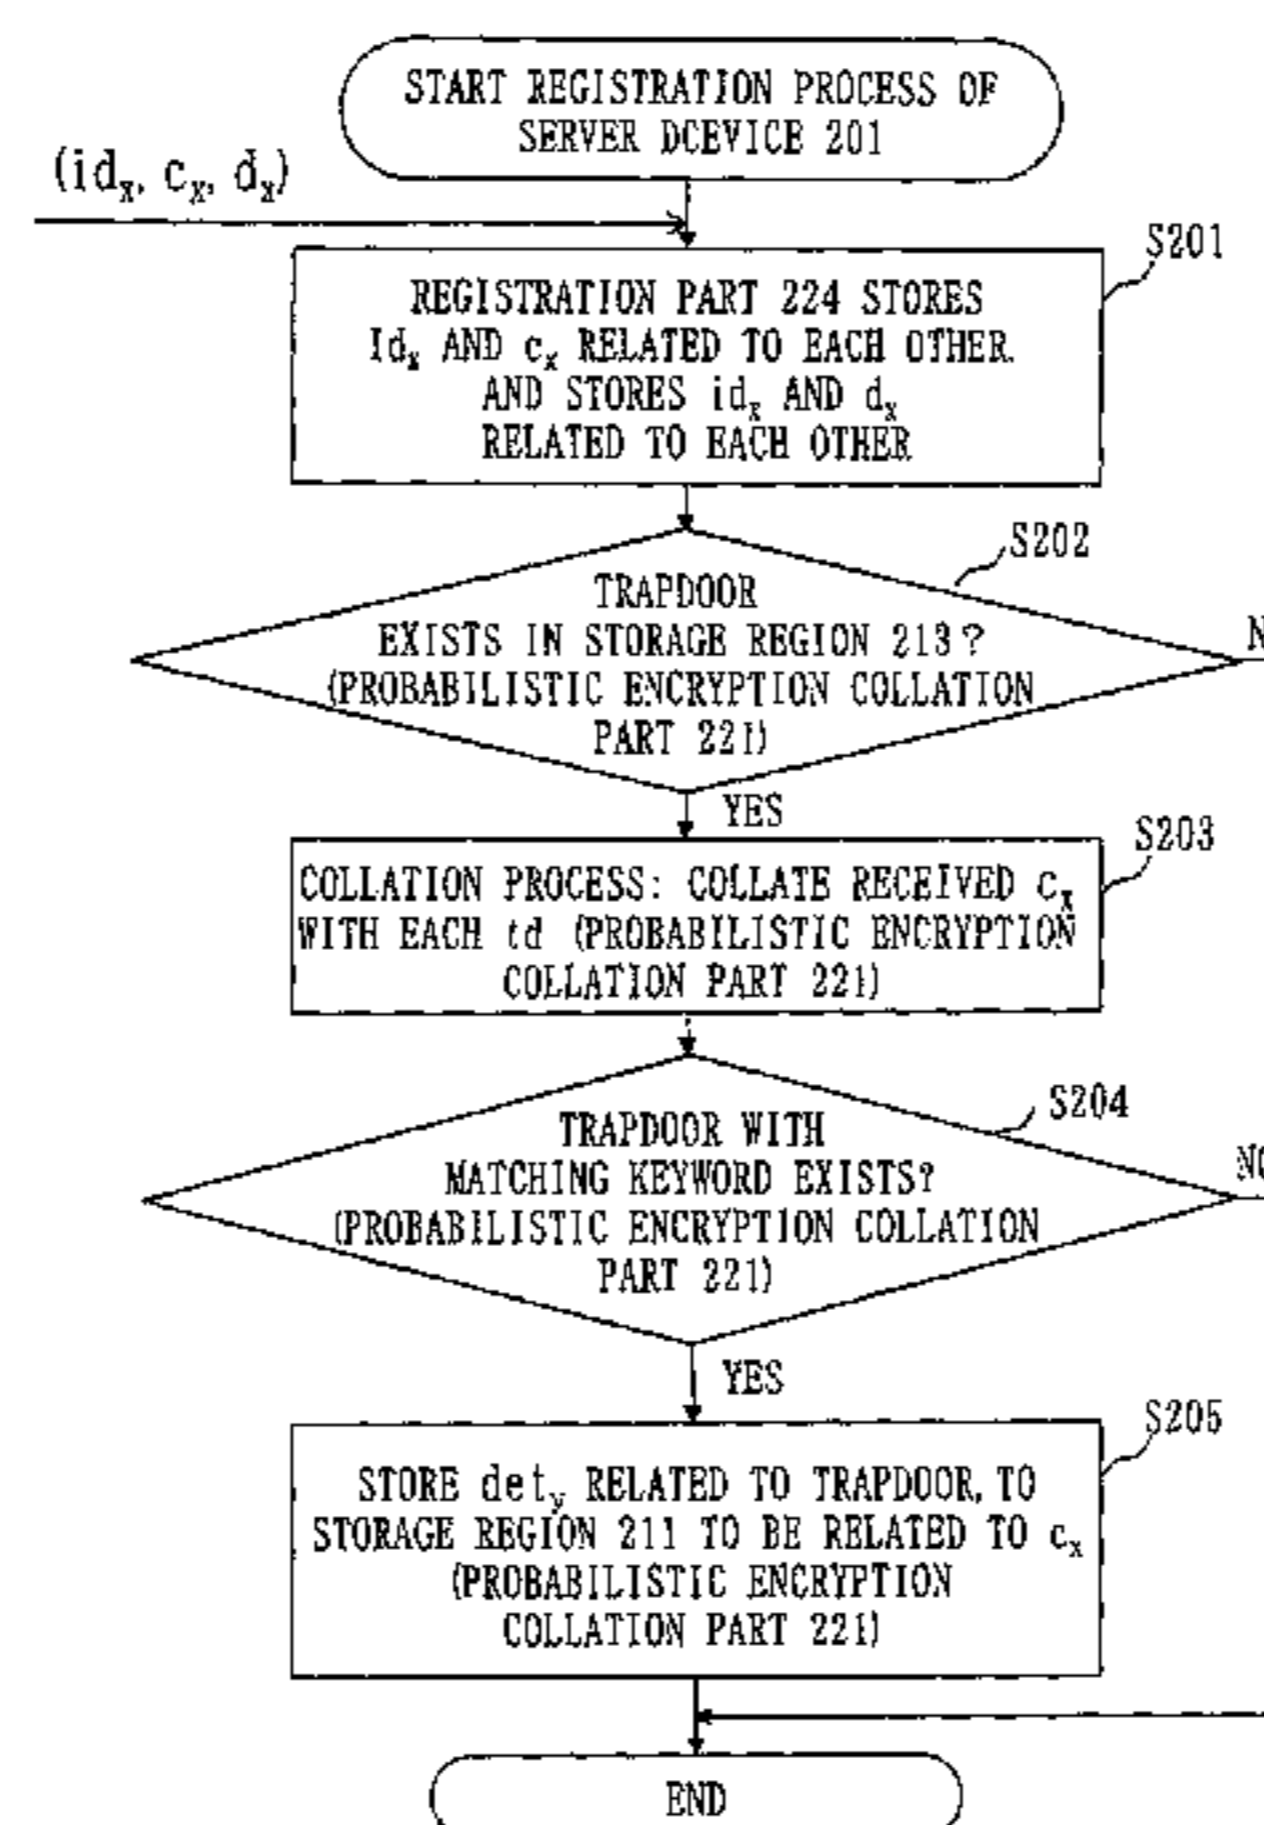 START REGISTRATION PROCESS OF
SERVER DCEVICE 201
(idx, cx, dx)
S201
REGISTRATION PART 224 STORES
Idx AND cx RELATED TO EACH OTHER
AND STORES idx AND dx
RELATED TO EACH OTHER
S202
TRAPDOOR
EXISTS IN STORAGE REGION 213?
(PROBABILISTIC ENCRYPTION COLLATION
PART 221)
YES
S203
COLLATION PROCESS: COLLATE RECEIVED cx
WITH EACH td (PROBABILISTIC ENCRYPTION
COLLATION PART 221)
S204
TRAPDOOR WITH
MATCHING KEYWORD EXISTS?
NO
(PROBABILISTIC ENCRYPTION COLLATION
PART 221)
YES
S205
STORE dety RELATED TO TRAPDOOR, TO
STORAGE REGION 211 TO BE RELATED TO cx
(PROBABILISTIC ENCRYPTION
COLLATION PART 221)
END